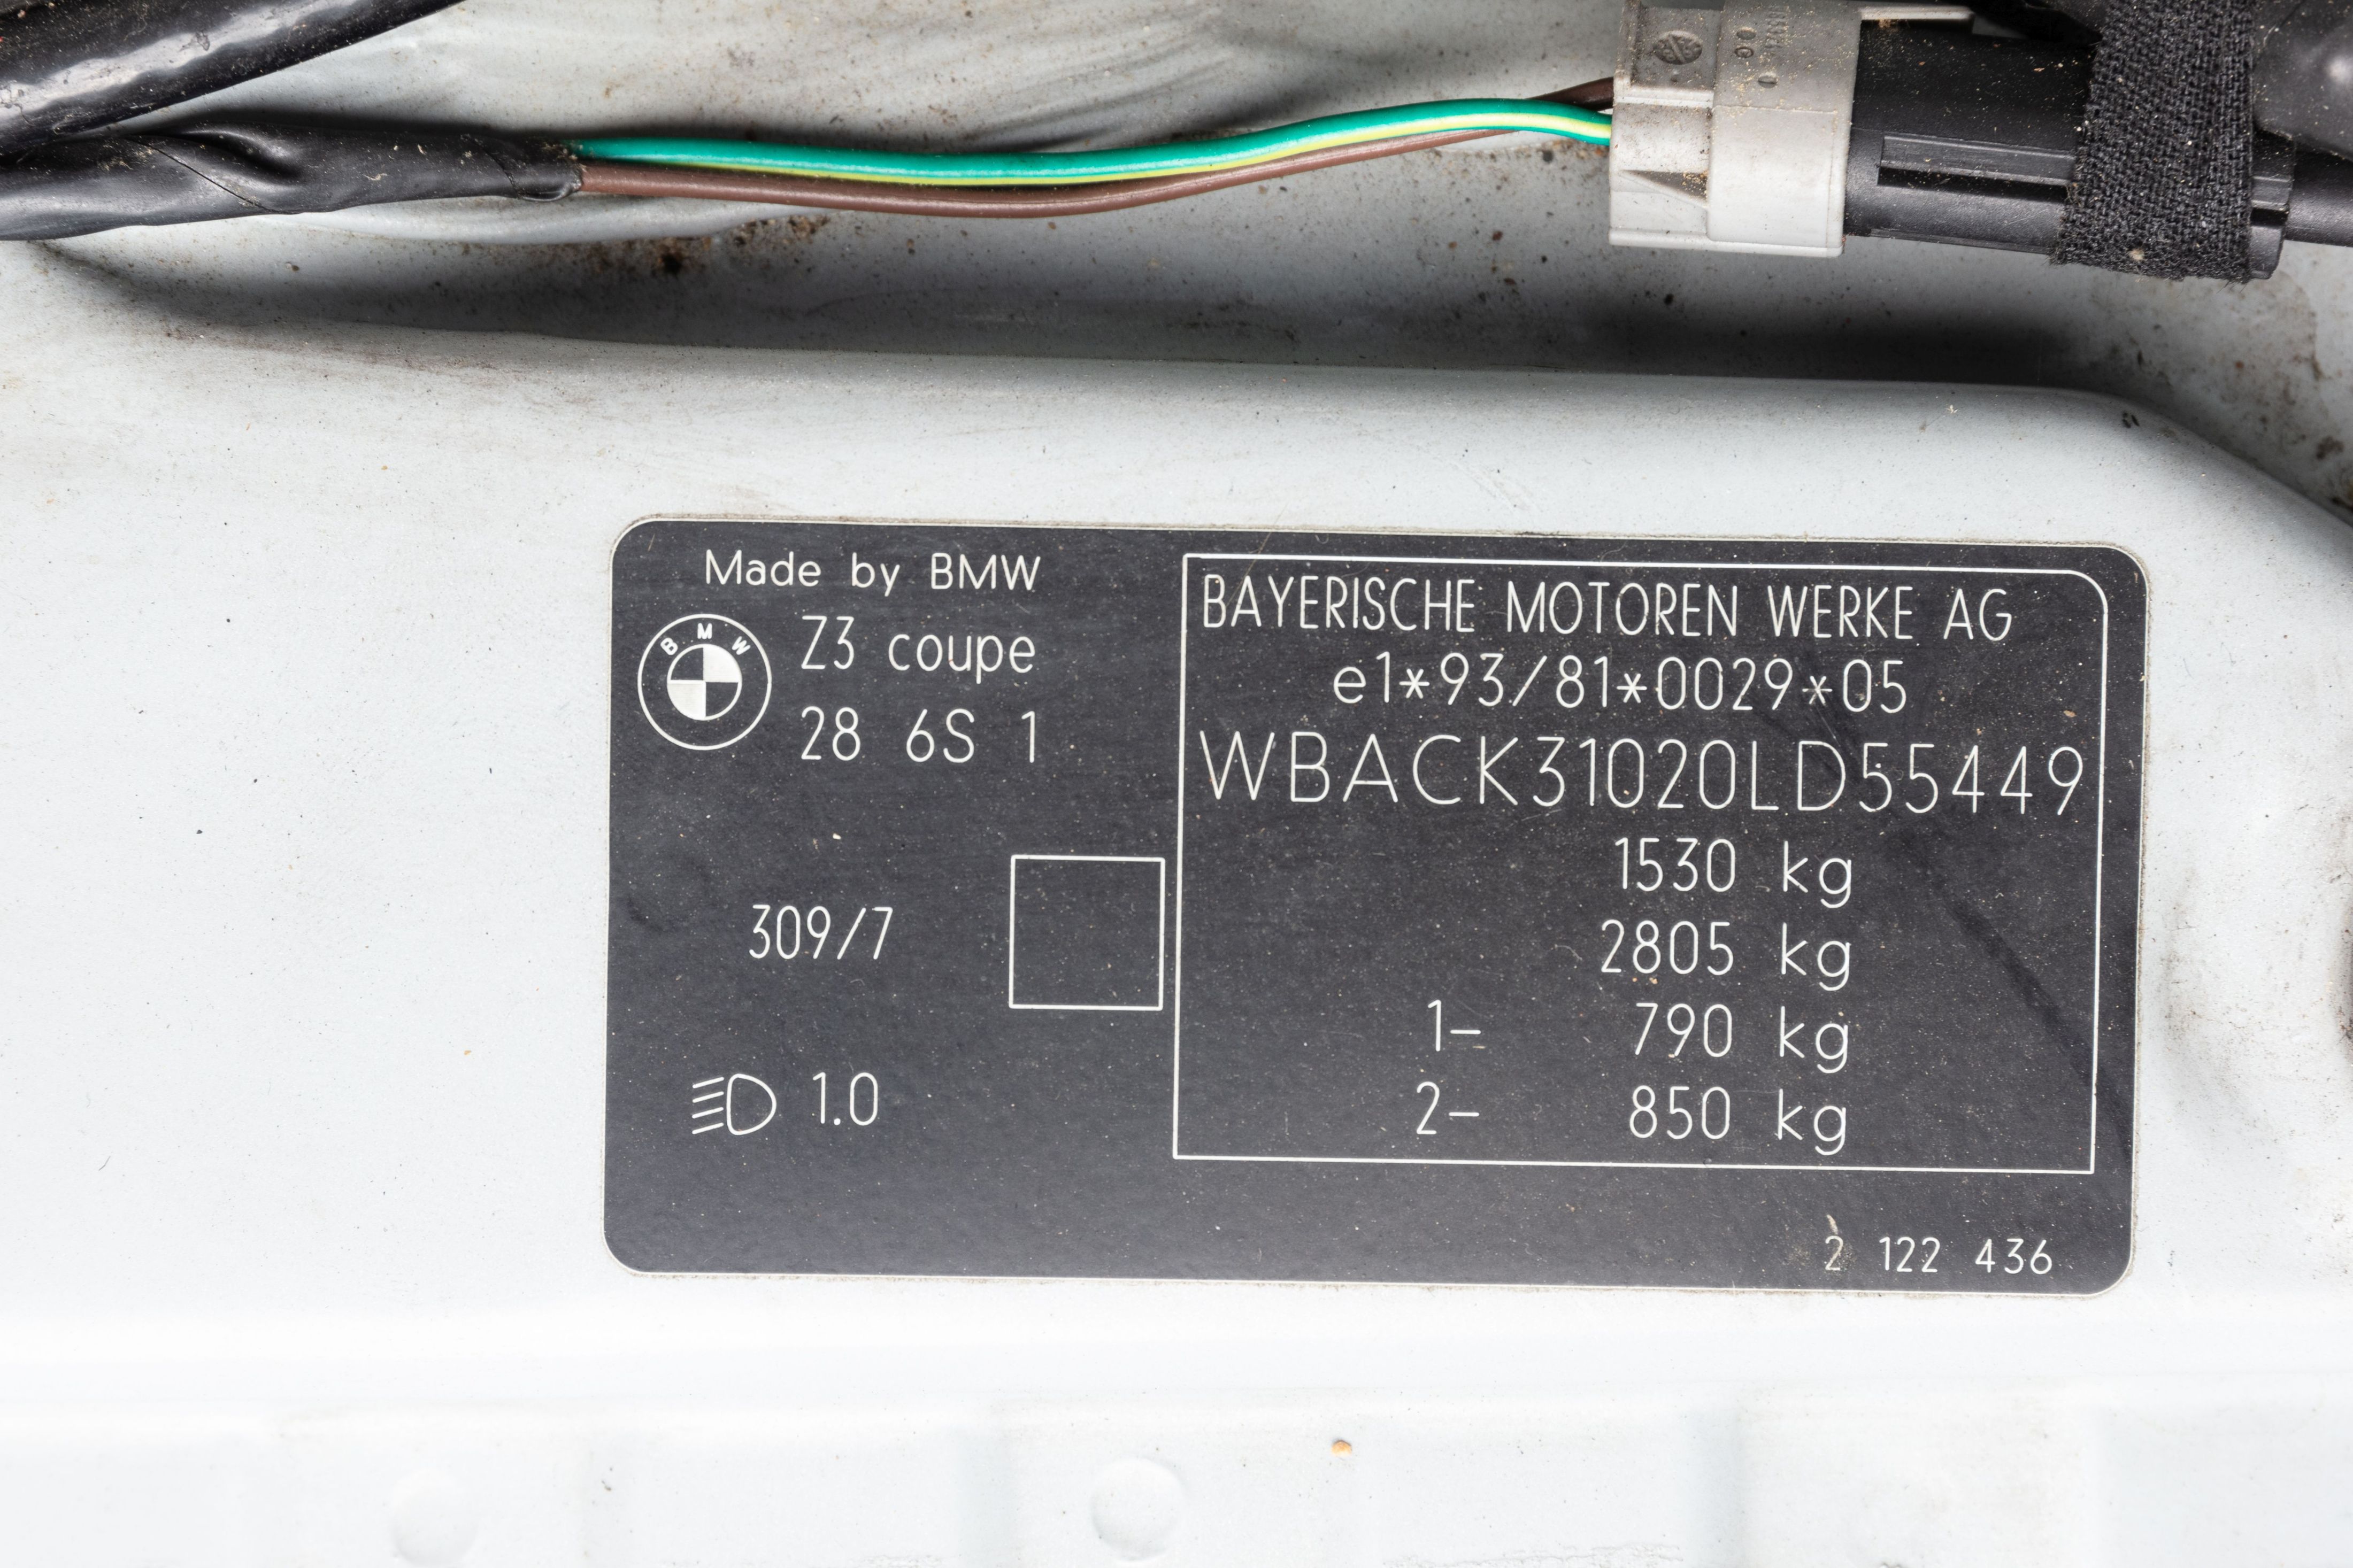 Made by BMW
BMW
Z3 coupe
28 6S 1
309/7
1.0
BAYERISCHE MOTOREN WERKE AG
e1*93/81*0029*05
WBACK31020LD55449
1530 kg
2805 kg
1- 790 kg
2- 850 kg
2 122 436